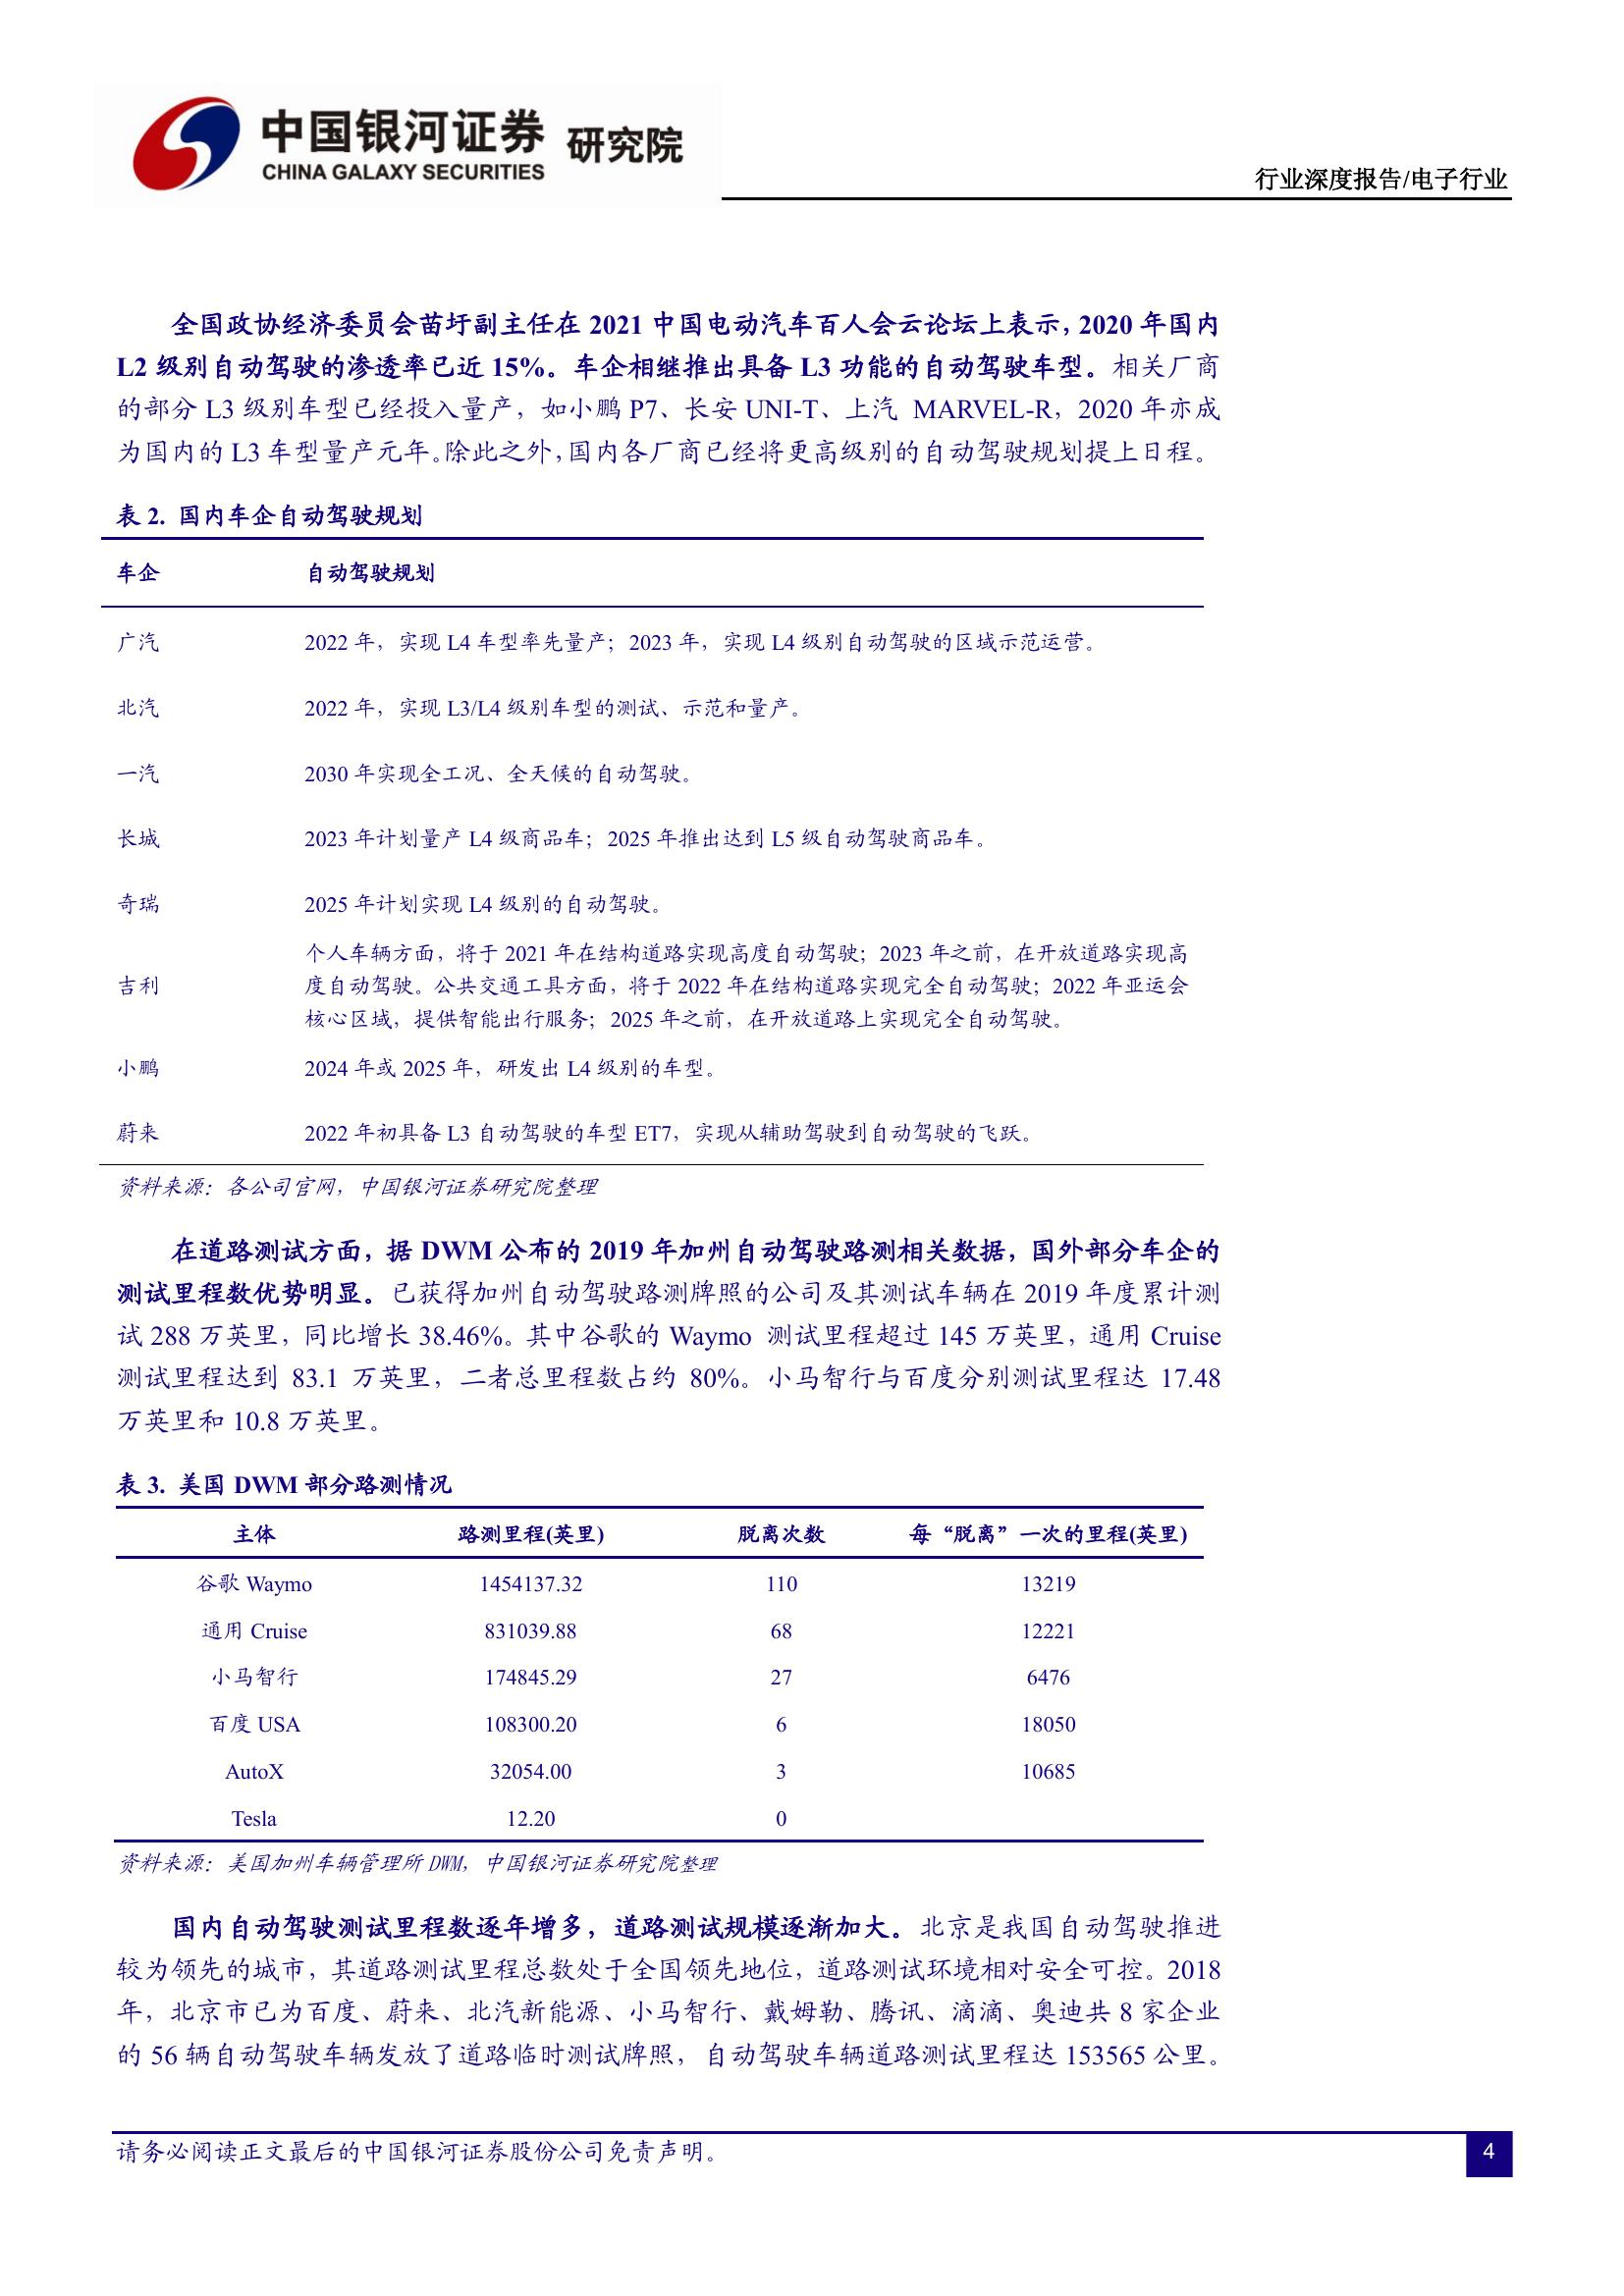 中国银河证券 研究院
CHINA GALAXY SECURITIES
行业深度报告/电子行业
全国政协经济委员会苗圩副主任在 2021 中国电动汽车百人会云论坛上表示，2020 年国内
L2 级别自动驾驶的渗透率已近 15%。车企相继推出具备 L3 功能的自动驾驶车型。相关厂商
的部分 L3 级别车型已经投入量产，如小鹏 P7、长安 UNI-T、上汽 MARVEL-R，2020 年亦成
为国内的 L3 车型量产元年。除此之外，国内各厂商已经将更高级别的自动驾驶规划提上日程。
表 2. 国内车企自动驾驶规划
车企 自动驾驶规划
广汽 2022 年，实现 L4 车型率先量产；2023 年，实现 L4 级别自动驾驶的区域示范运营。
北汽 2022 年，实现 L3/L4 级别车型的测试、示范和量产。
一汽 2030 年实现全工况、全天候的自动驾驶。
长城 2023 年计划量产 L4 级商品车；2025 年推出达到 L5 级自动驾驶商品车。
奇瑞 2025 年计划实现 L4 级别的自动驾驶。
个人车辆方面，将于 2021 年在结构道路实现高度自动驾驶；2023 年之前，在开放道路实现高
吉利 度自动驾驶。公共交通工具方面，将于 2022 年在结构道路实现完全自动驾驶；2022 年亚运会
核心区域，提供智能出行服务；2025 年之前，在开放道路上实现完全自动驾驶。
小鹏 2024 年或 2025 年，研发出 L4 级别的车型。
蔚来 2022 年初具备 L3 自动驾驶的车型 ET7，实现从辅助驾驶到自动驾驶的飞跃。
资料来源：各公司官网，中国银河证券研究院整理
在道路测试方面，据 DWM 公布的 2019 年加州自动驾驶路测相关数据，国外部分车企的
测试里程数优势明显。已获得加州自动驾驶路测牌照的公司及其测试车辆在 2019 年度累计测
试 288 万英里，同比增长 38.46%。其中谷歌的 Waymo 测试里程超过 145 万英里，通用 Cruise
测试里程达到 83.1 万英里，二者总里程数占约 80%。小马智行与百度分别测试里程达 17.48
万英里和 10.8 万英里。
表 3. 美国 DWM 部分路测情况
主体 路测里程(英里) 脱离次数 每“脱离”一次的里程(英里)
谷歌 Waymo 1454137.32 110 13219
通用 Cruise 831039.88 68 12221
小马智行 174845.29 27 6476
百度 USA 108300.20 6 18050
AutoX 32054.00 3 10685
Tesla 12.20 0
资料来源：美国加州车辆管理所 DWM，中国银河证券研究院整理
国内自动驾驶测试里程数逐年增多，道路测试规模逐渐加大。北京是我国自动驾驶推进
较为领先的城市，其道路测试里程总数处于全国领先地位，道路测试环境相对安全可控。2018
年，北京市已为百度、蔚来、北汽新能源、小马智行、戴姆勒、腾讯、滴滴、奥迪共 8 家企业
的 56 辆自动驾驶车辆发放了道路临时测试牌照，自动驾驶车辆道路测试里程达 153565 公里。
请务必阅读正文最后的中国银河证券股份公司免责声明。
4